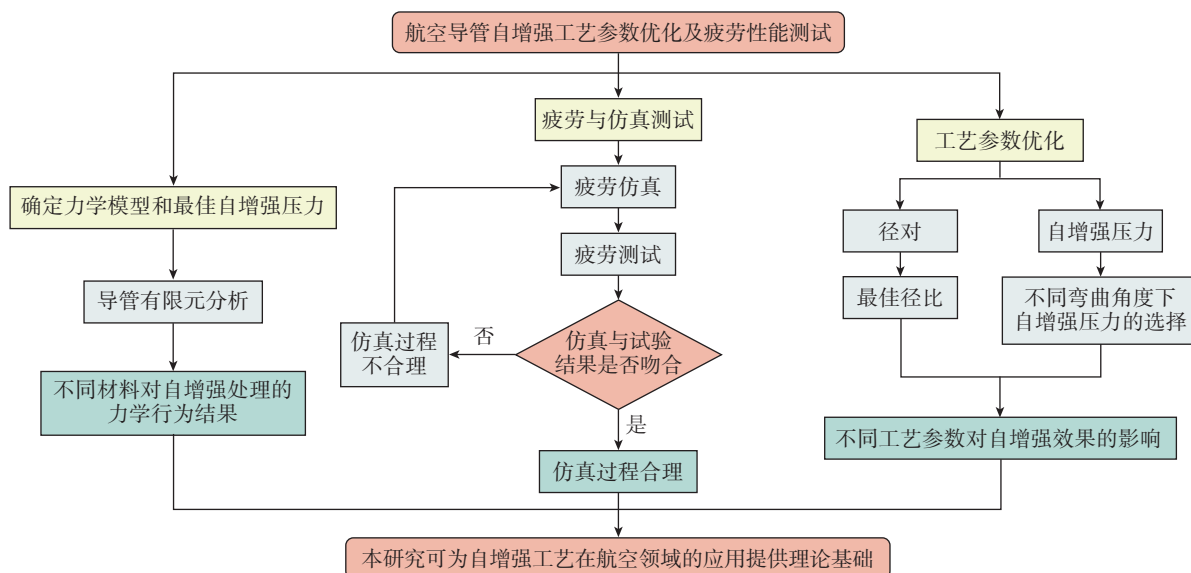 航空导管自增强工艺参数优化及疲劳性能测试
疲劳与仿真测试
工艺参数优化
疲劳仿真
确定力学模型和最佳自增强压力
径对
自增强压力
疲劳测试
导管有限元分析
最佳径比
不同弯曲角度下
自增强压力的选择
仿真过程
不合理
否
仿真与试验
结果是否吻合
不同材料对自增强处理的
力学行为结果
是
不同工艺参数对自增强效果的影响
仿真过程合理
本研究可为自增强工艺在航空领域的应用提供理论基础